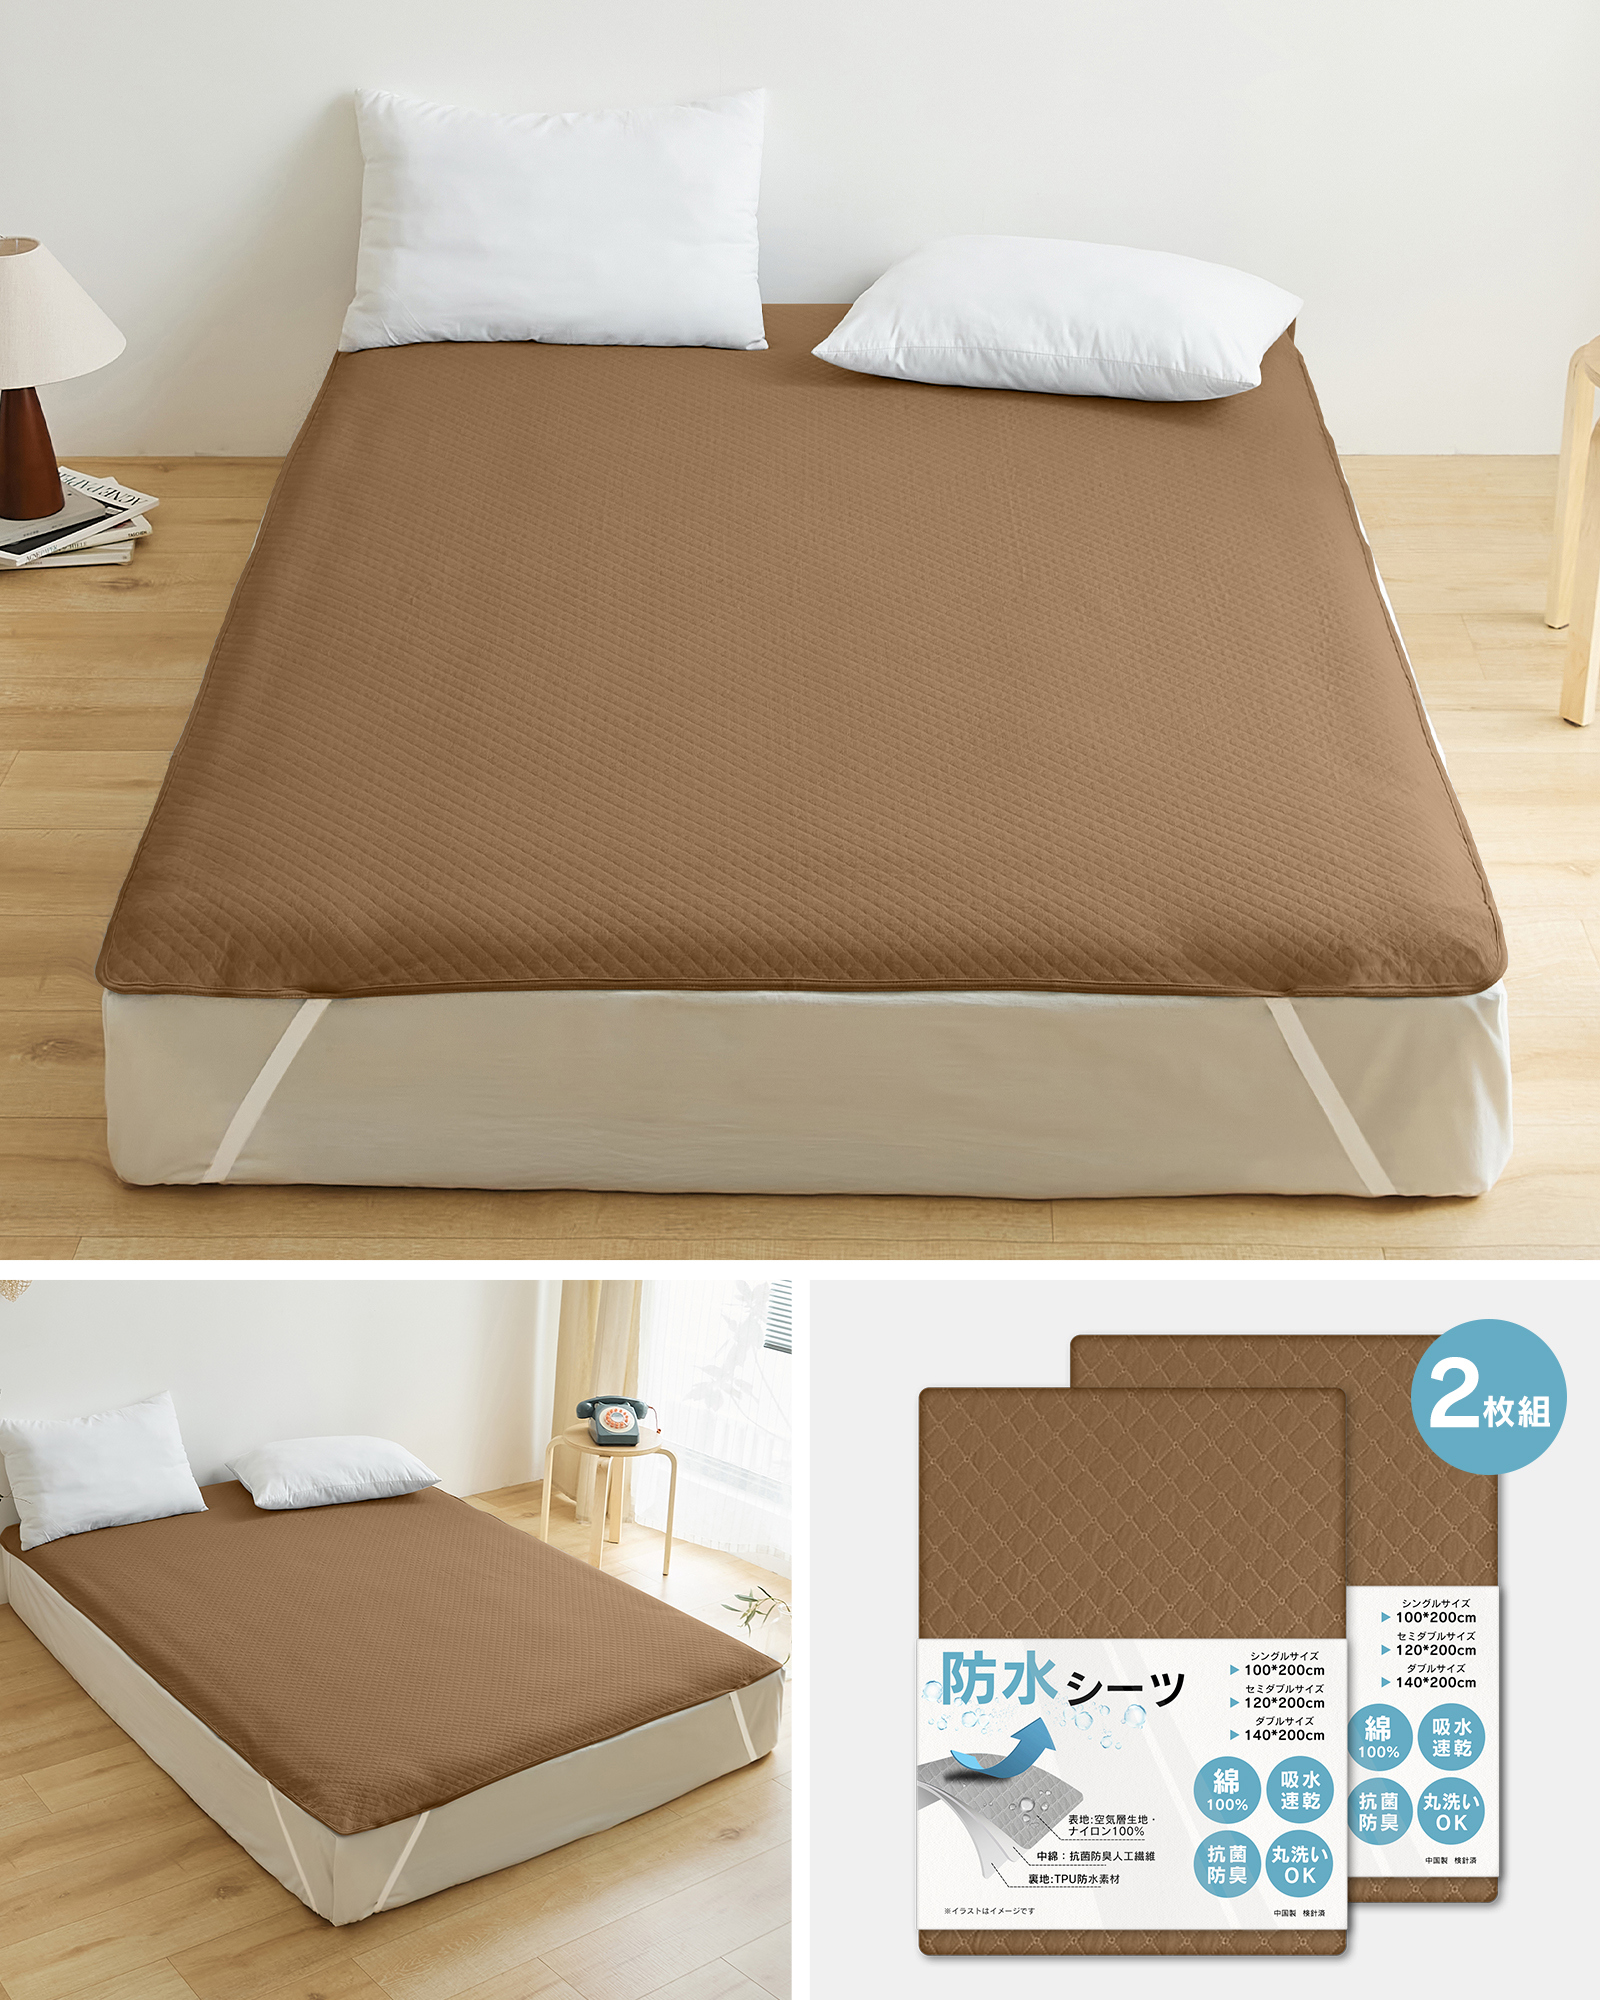 AGNEPAPER
TASCHEN
2枚組
シングルサイズ
100*200cm
セミダブルサイズ
120*200cm
ダブルサイズ
140*200cm
綿
100%
吸水
速乾
抗菌
防臭
丸洗い
OK
中国製 検針済
防水シーツ
シングルサイズ
100*200cm
セミダブルサイズ
120*200cm
ダブルサイズ
140*200cm
綿
100%
吸水
速乾
抗菌
防臭
丸洗い
OK
表地:空気層生地・
ナイロン100%
中綿：抗菌防臭人工繊維
裏地:TPU防水素材
※イラストはイメージです
中国製 検針済